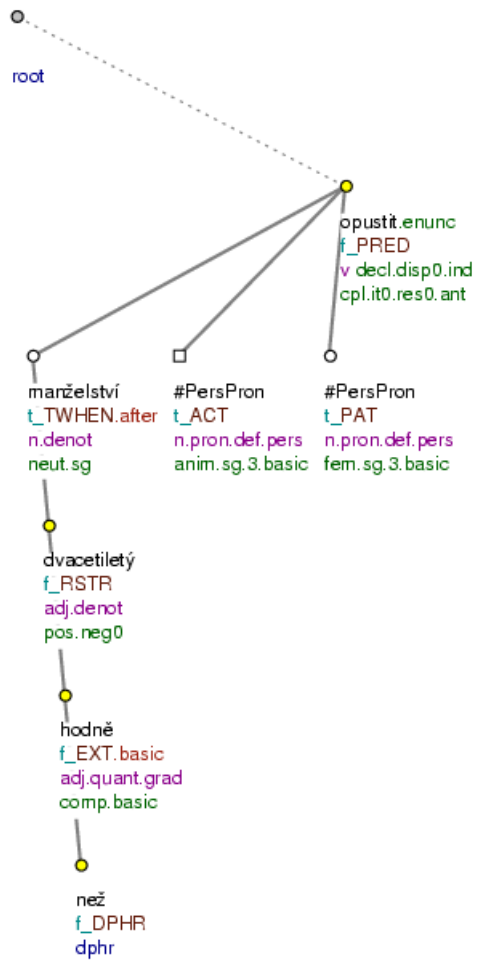 root
opustit.enunc
f_PRED
v decl.disp0.ind
cpl.it0.res0.ant
manželství
t_TWHEN.after
n.denot
neut.sg
#PersPron
t_ACT
n.pron.def.pers
anim.sg.3.basic
#PersPron
t_PAT
n.pron.def.pers
fem.sg.3.basic
dvacetiletý
f_RSTR
adj.denot
pos.neg0
hodně
f_EXT.basic
adj.quant.grad
comp.basic
než
f_DPHR
dphr